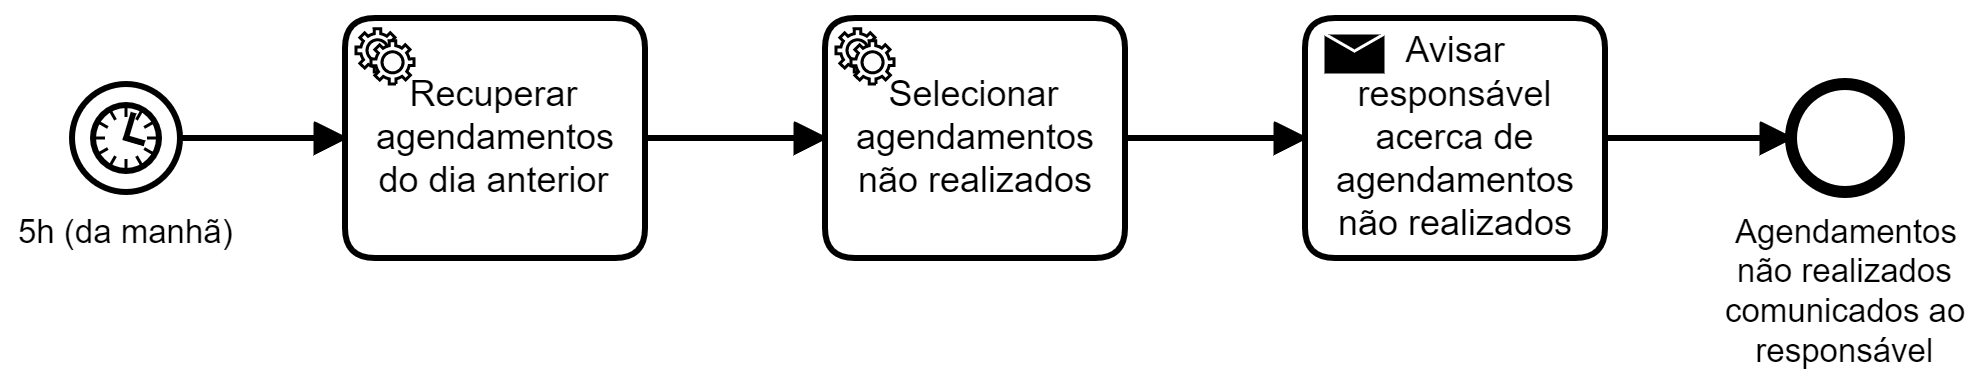 5h (da manhã)
Recuperar
agendamentos
do dia anterior
Selecionar
agendamentos
não realizados
Avisar
responsável
acerca de
agendamentos
não realizados
Agendamentos
não realizados
comunicados ao
responsável